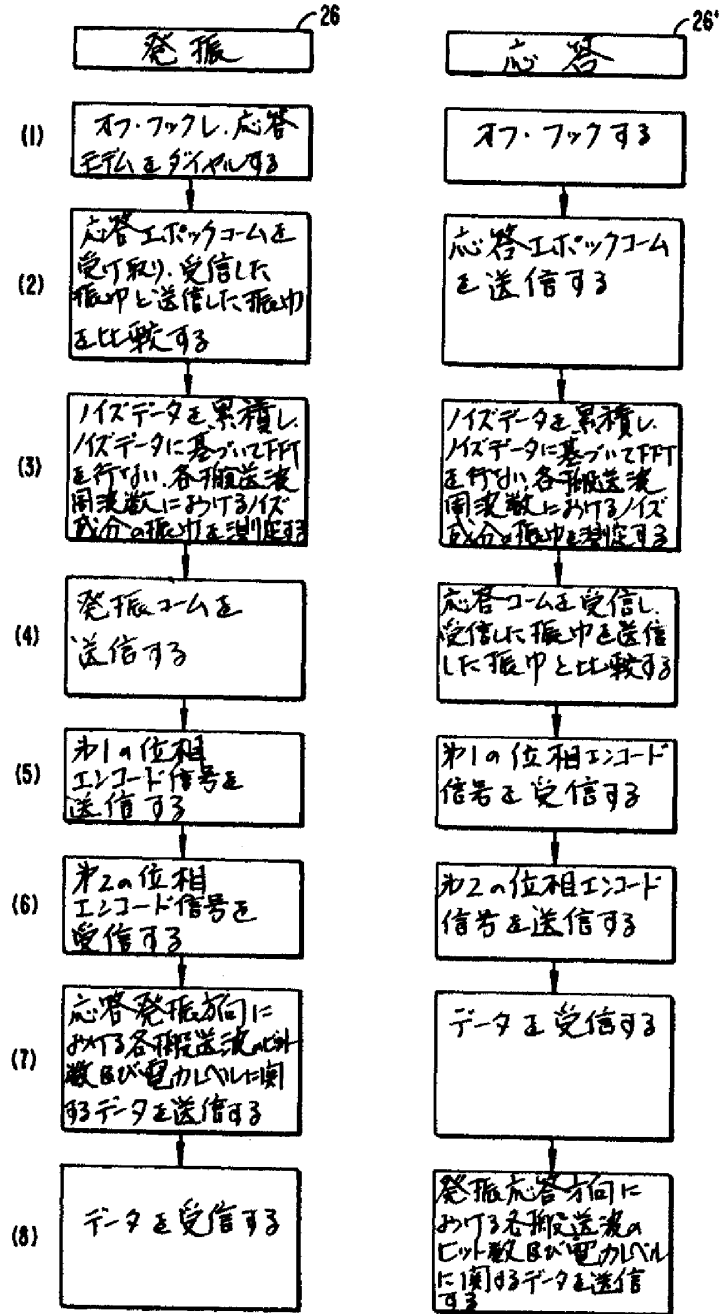 26
発振
26'
応答
(1)
オフ・フックし、応答
モデムをダイヤルする
オフ・フックする
(2)
応答エポックコームを
受け取り、受信した
振巾と送信した振巾
を比較する
応答エポックコーム
を送信する
(3)
ノイズデータを累積し、
ノイズデータに基づいてFFT
を行ない、各搬送波
周波数におけるノイズ
成分の振巾を測定する
ノイズデータを累積し、
ノイズデータに基づいてFFT
を行ない、各搬送波
周波数におけるノイズ
成分の振巾を測定する
(4)
発振コームを
送信する
応答コームを受信し、
受信した振巾を送信
した振巾と比較する
(5)
第1の位相
エンコード信号を
送信する
第1の位相エンコード
信号を受信する
(6)
第2の位相
エンコード信号を
受信する
第2の位相エンコード
信号を送信する
(7)
応答発振方向に
おける各搬送波のビット
数及び電力レベルに関
するデータを送信する
データを受信する
(8)
データを受信する
発振応答方向に
おける各搬送波の
ビット数及び電力レベル
に関するデータを送信
する